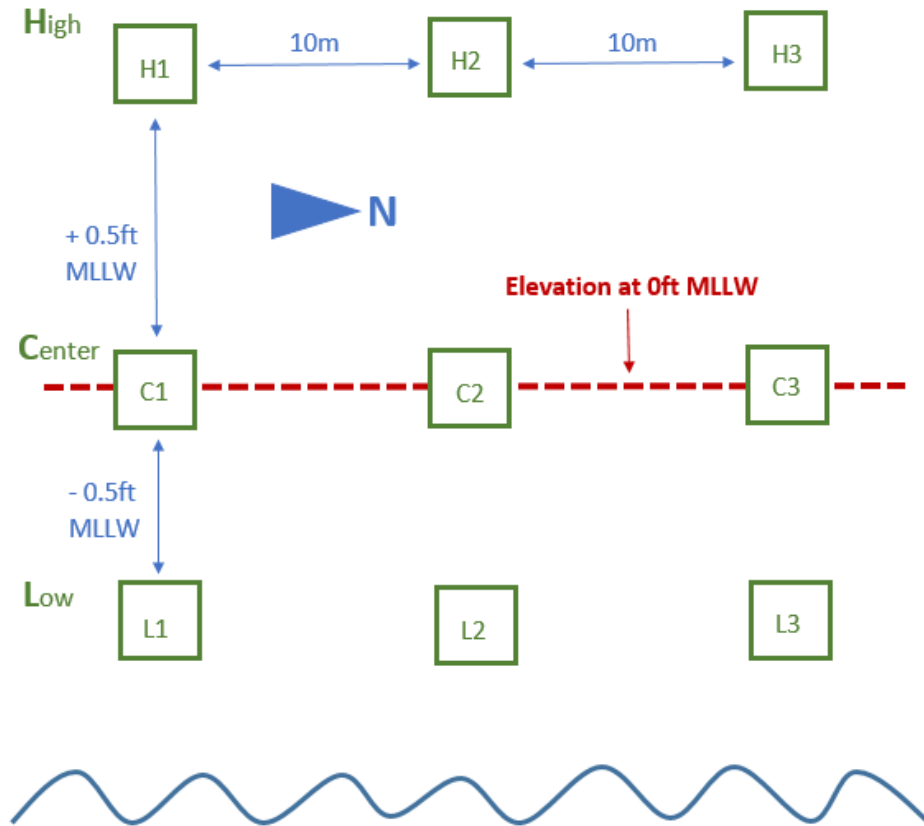 High
10m
10m
H1
H2
H3
N
+ 0.5ft
MLLW
Elevation at 0ft MLLW
Center
C1
C2
C3
- 0.5ft
MLLW
Low
L1
L2
L3